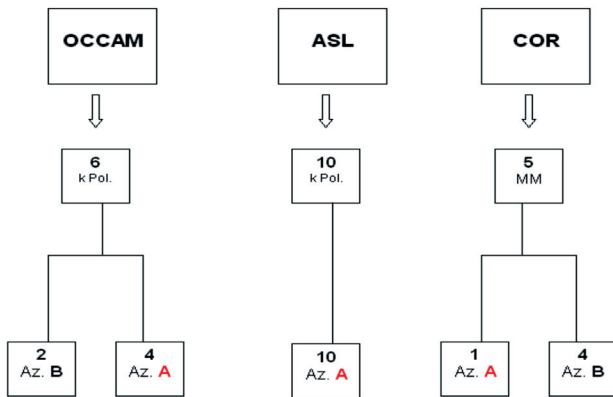 OCCAM
ASL
COR
6
k Pol.
10
k Pol.
5
MM
2
Az. B
4
Az. A
10
Az. A
1
Az. A
4
Az. B